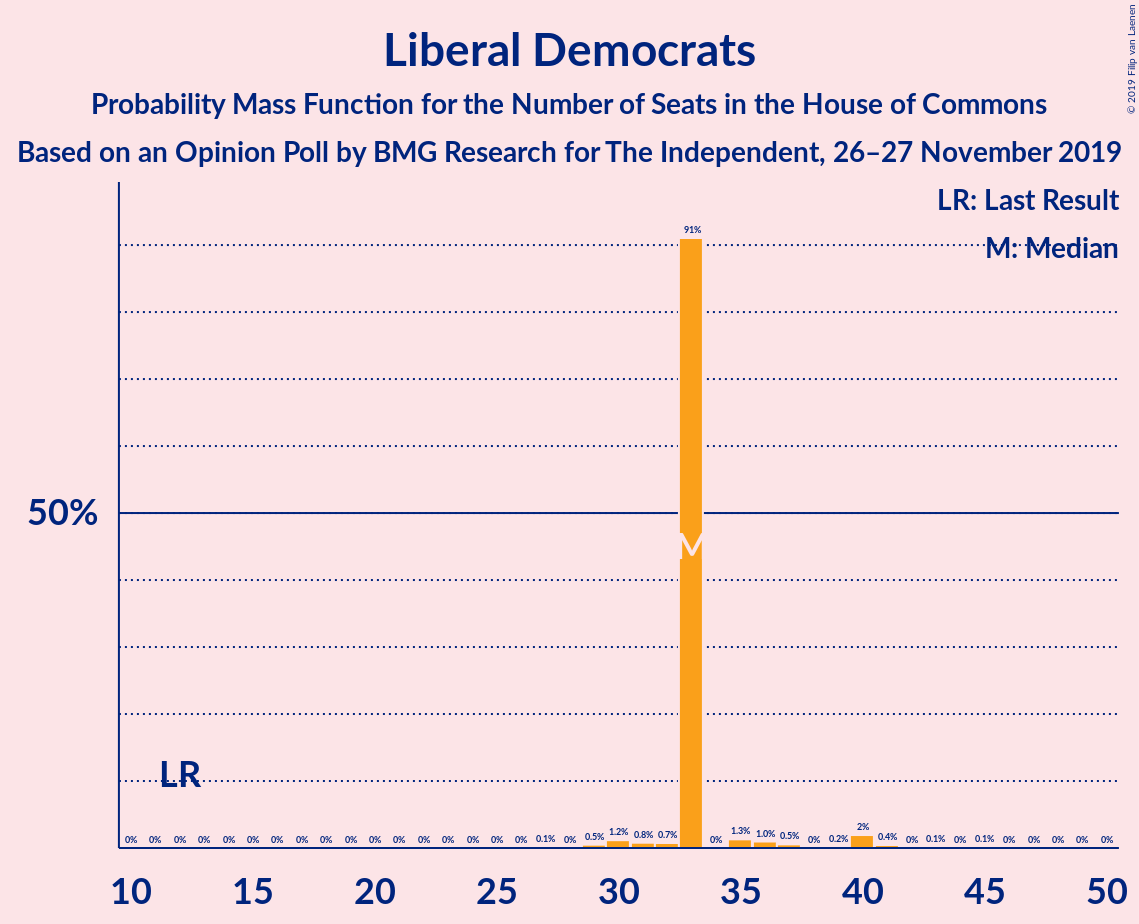 © 2019 Filip van Laenen
Liberal Democrats
Probability Mass Function for the Number of Seats in the House of Commons
Based on an Opinion Poll by BMG Research for The Independent, 26–27 November 2019
LR: Last Result
M: Median
91%
50%
M
LR
0% 0% 0% 0% 0% 0% 0% 0% 0% 0% 0% 0% 0% 0% 0% 0% 0% 0.1% 0% 0.5% 1.2% 0.8% 0.7% 0% 1.3% 1.0% 0.5% 0% 0.2% 2% 0.4% 0% 0.1% 0% 0.1% 0% 0% 0% 0% 0%
10 15 20 25 30 35 40 45 50